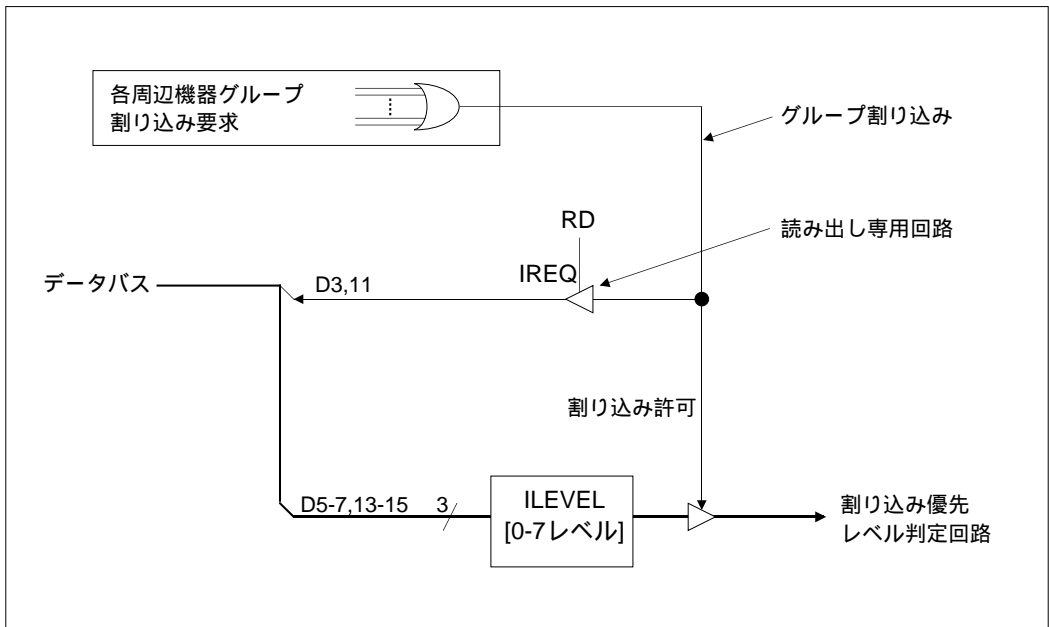 各周辺機器グループ
割り込み要求
グループ割り込み
RD
読み出し専用回路
IREQ
データバス
D3,11
割り込み許可
D5-7,13-15
3
ILEVEL
[0-7レベル]
割り込み優先
レベル判定回路